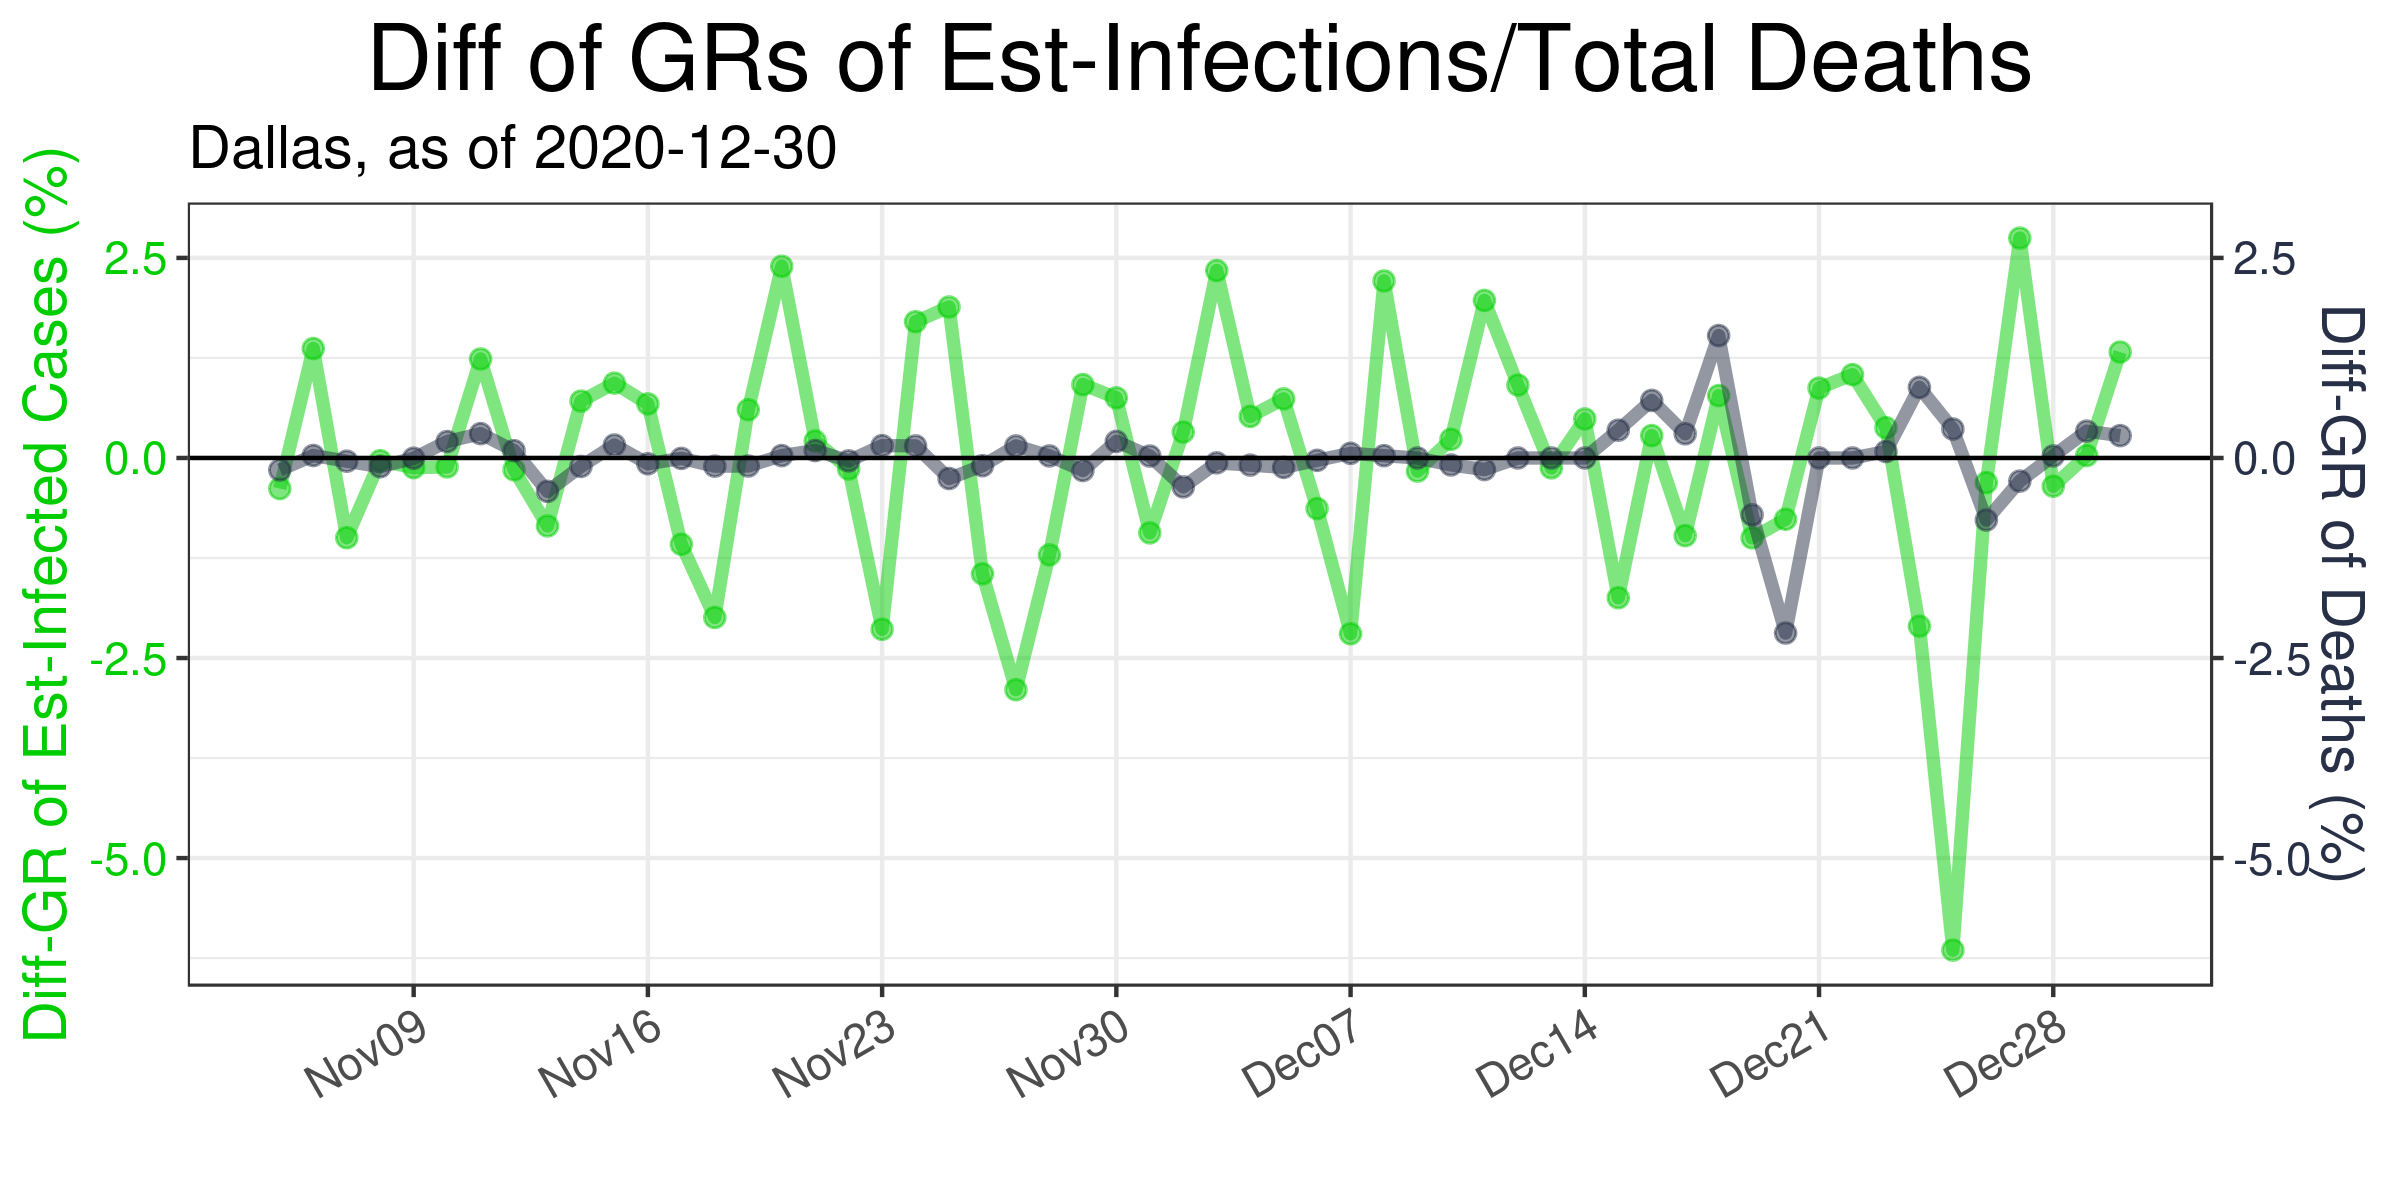 Diff of GRs of Est-Infections/Total Deaths
Dallas, as of 2020-12-30
Diff-GR of Est-Infected Cases (%)
2.5
0.0
-2.5
-5.0
2.5
0.0
-2.5
-5.0
Diff-GR of Deaths (%)
Nov09
Nov16
Nov23
Nov30
Dec07
Dec14
Dec21
Dec28